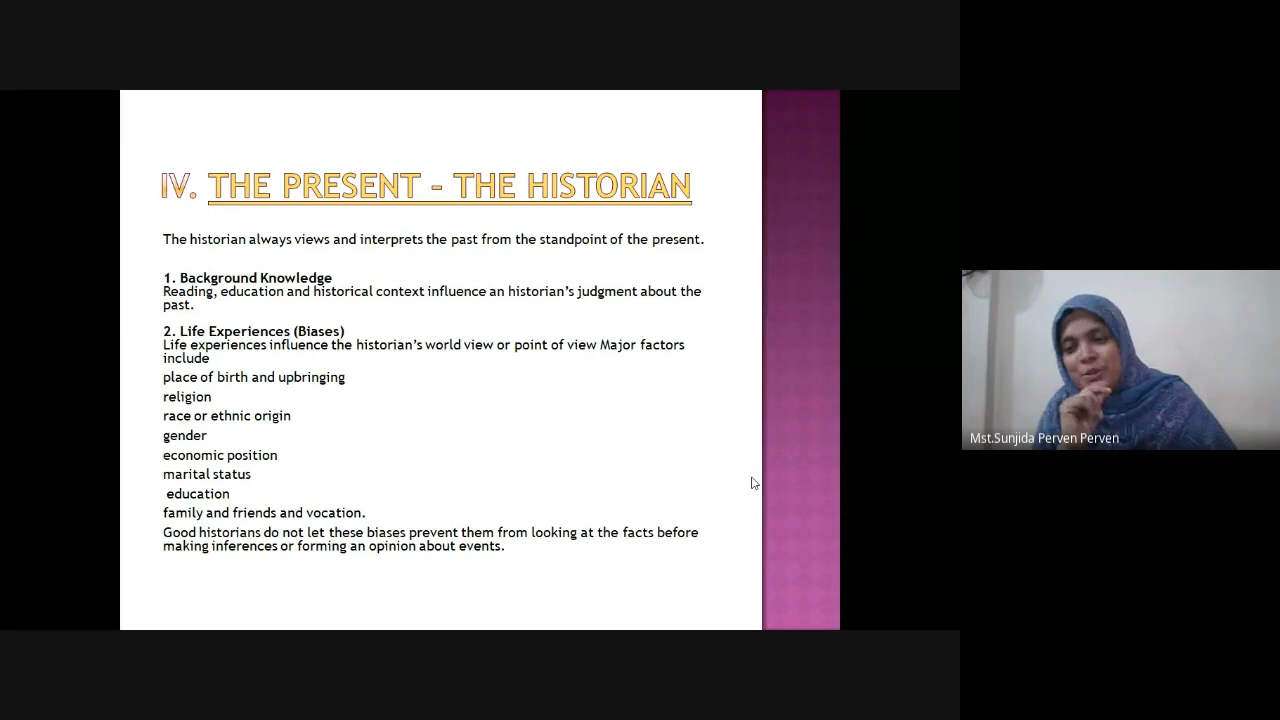 IV. THE PRESENT - THE HISTORIAN
The historian always views and interprets the past from the standpoint of the present.
1. Background Knowledge
Reading, education and historical context influence an historian's judgment about the
past.
2. Life Experiences (Biases)
Life experiences influence the historian's world view or point of view Major factors
include
place of birth and upbringing
religion
race or ethnic origin
gender
economic position
marital status
education
family and friends and vocation.
Good historians do not let these biases prevent them from looking at the facts before
making inferences or forming an opinion about events.
Mst.Sunjida Perven Perven